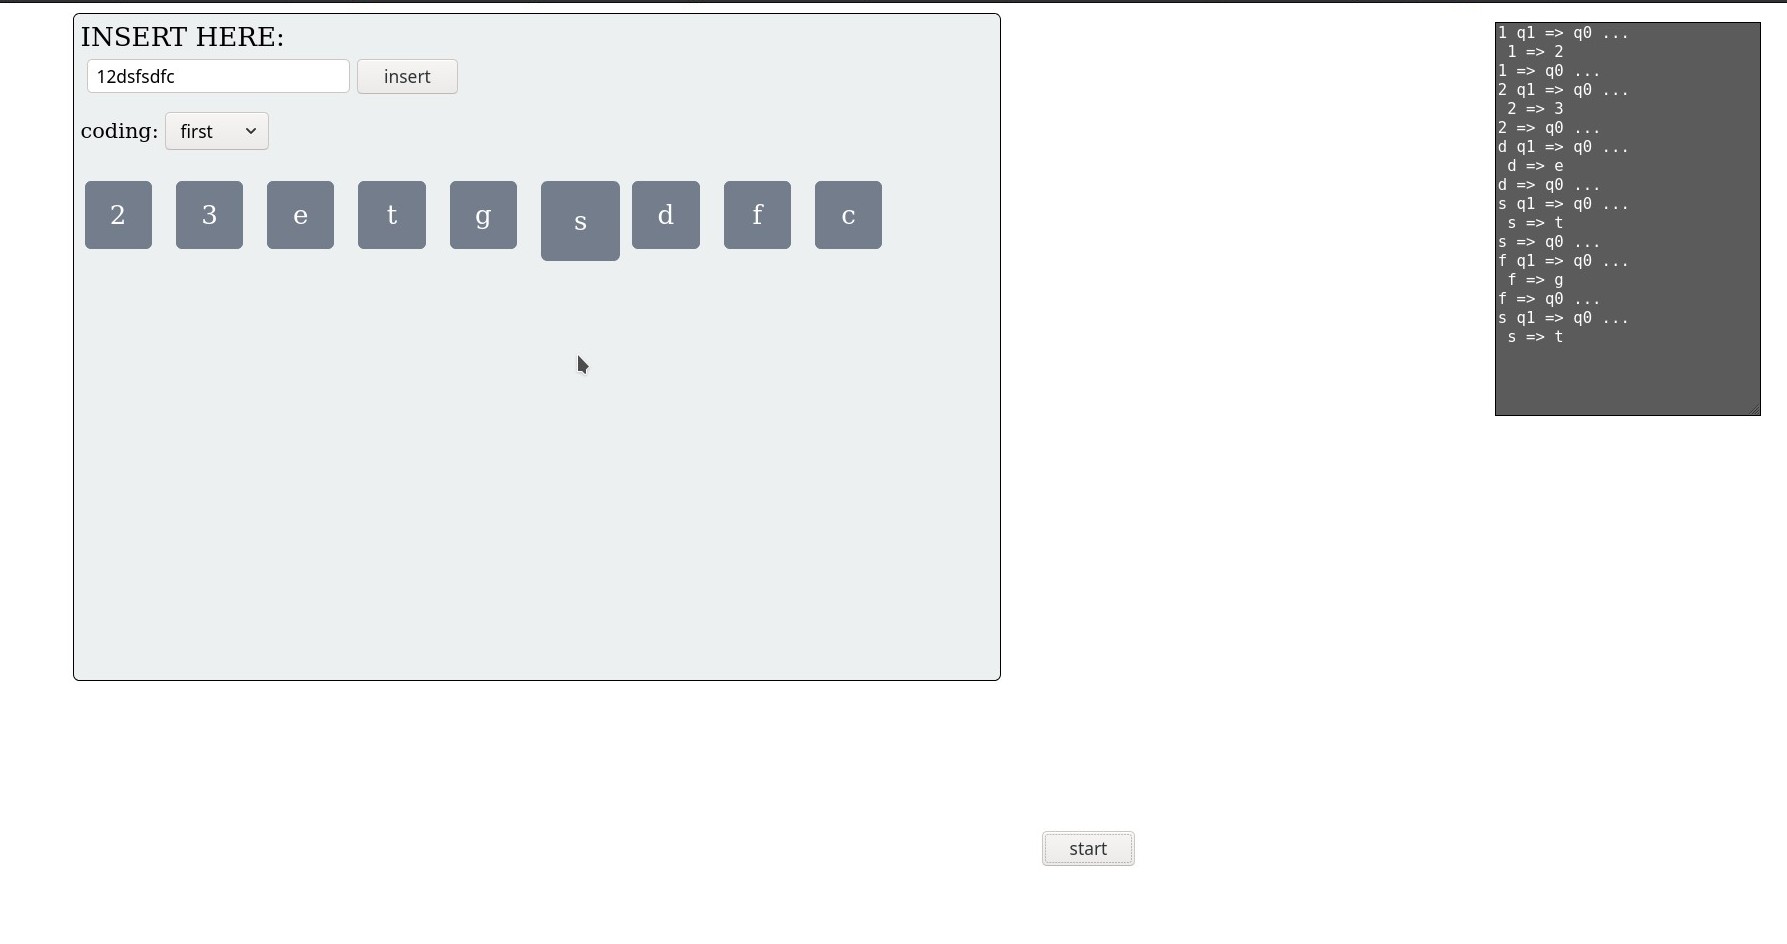 INSERT HERE:
12dsfsdfc insert
coding: first
2 3 e t g s d f c
start
1 q1 => q0 ...
1 => 2
1 => q0 ...
2 q1 => q0 ...
2 => 3
2 => q0 ...
d q1 => q0 ...
d => e
d => q0 ...
s q1 => q0 ...
s => t
s => q0 ...
f q1 => q0 ...
f => g
f => q0 ...
s q1 => q0 ...
s => t